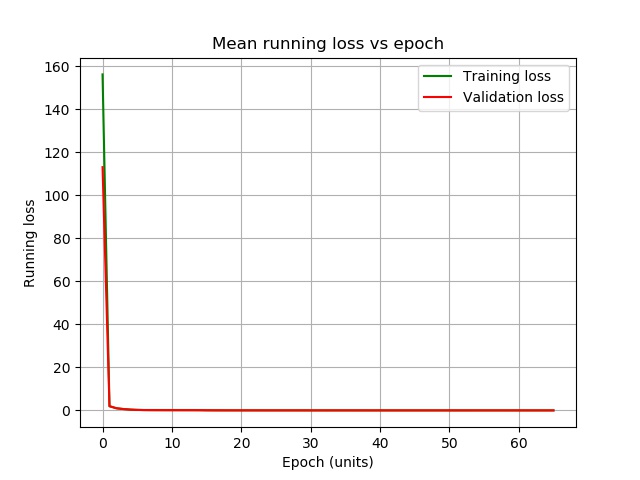 Mean running loss vs epoch
Training loss
Validation loss
160
140
120
100
80
60
40
20
0
Running loss
0 10 20 30 40 50 60
Epoch (units)